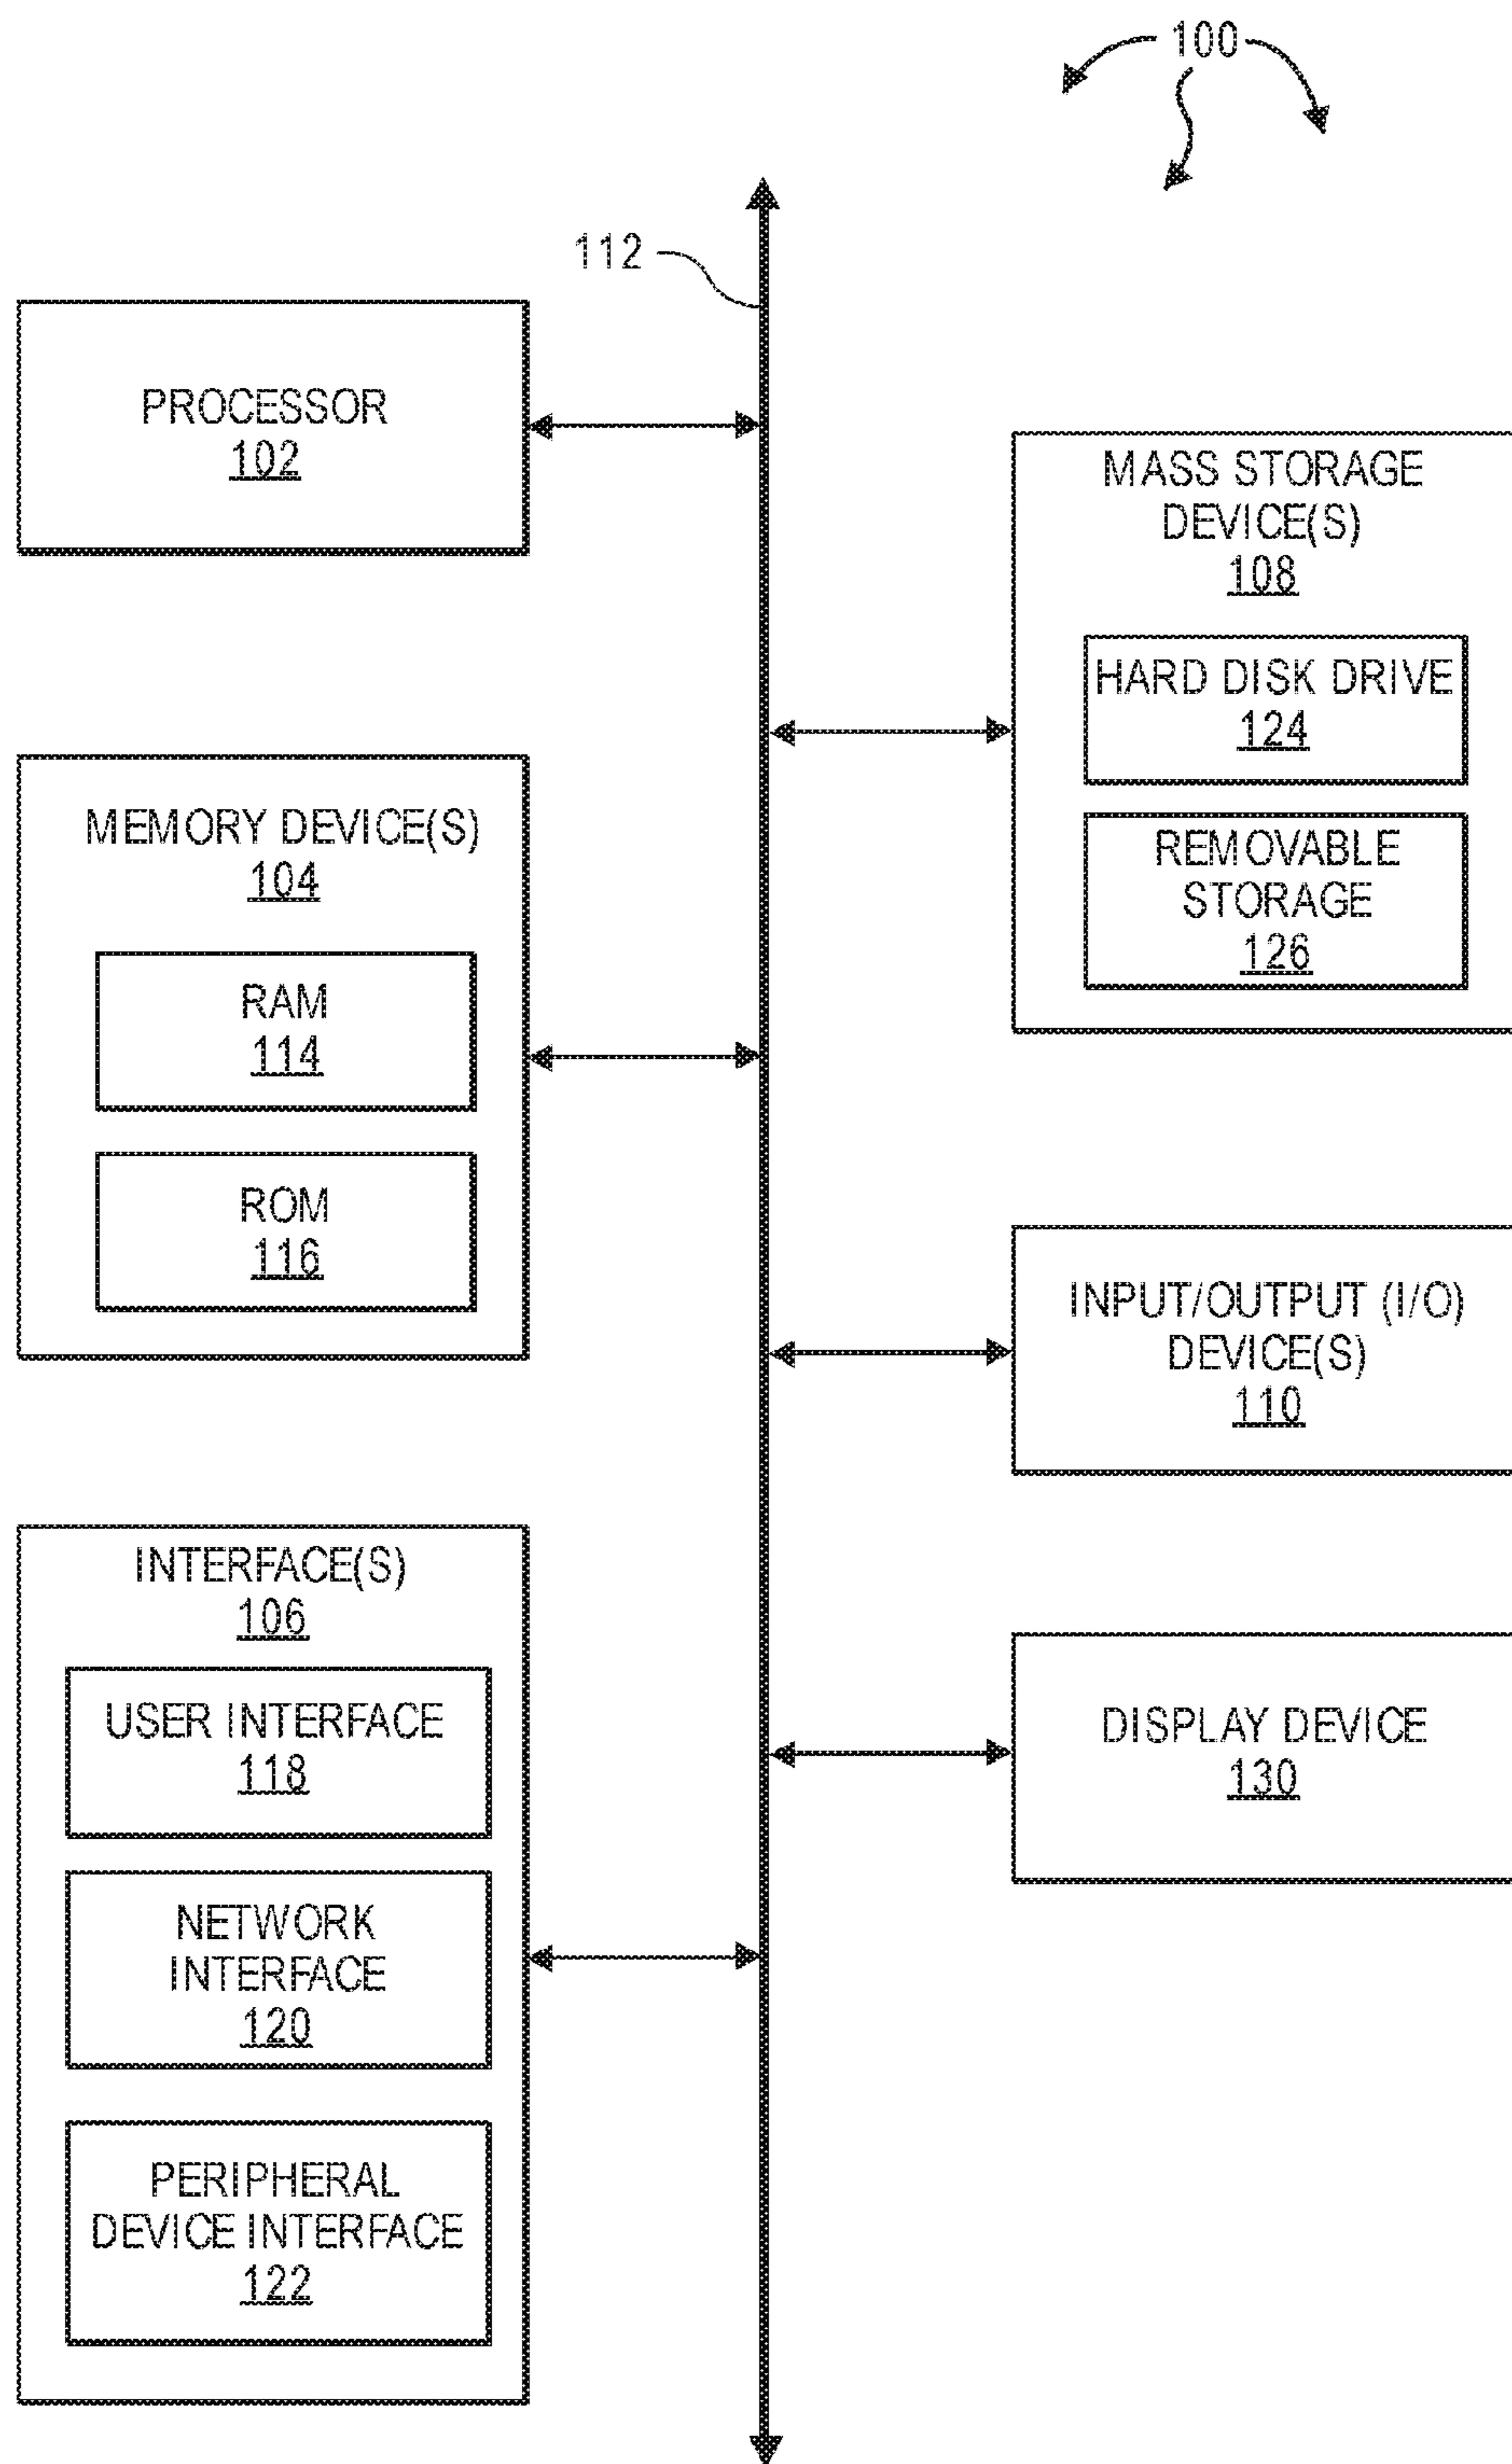 100
112
PROCESSOR
102
MEMORY DEVICE(S)
104
RAM
114
ROM
116
INTERFACE(S)
106
USER INTERFACE
118
NETWORK
INTERFACE
120
PERIPHERAL
DEVICE INTERFACE
122
MASS STORAGE
DEVICE(S)
108
HARD DISK DRIVE
124
REMOVABLE
STORAGE
126
INPUT/OUTPUT (I/O)
DEVICE(S)
110
DISPLAY DEVICE
130